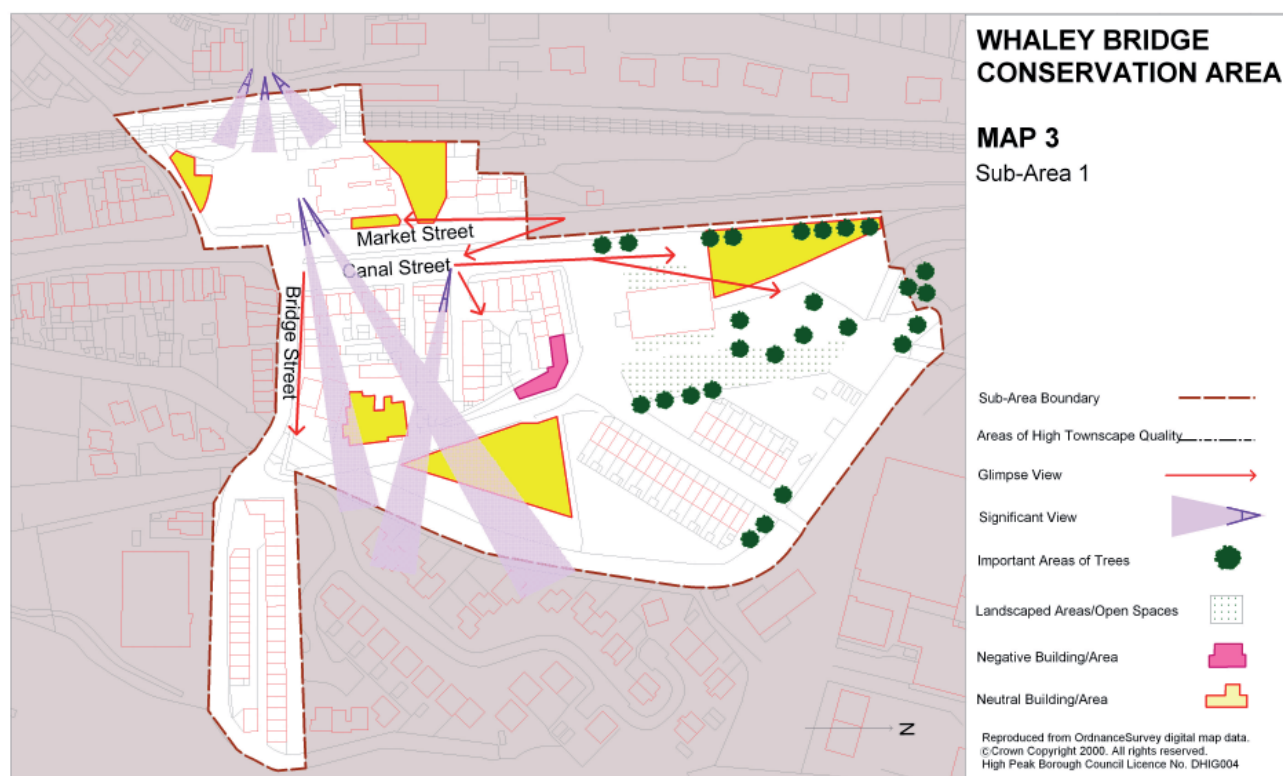 WHALEY BRIDGE
CONSERVATION AREA
MAP 3
Sub-Area 1
Market Street
Canal Street
Bridge Street
Sub-Area Boundary
Areas of High Townscape Quality
Glimpse View
Significant View
Important Areas of Trees
Landscaped Areas/Open Spaces
Negative Building/Area
Neutral Building/Area
N
Reproduced from OrdnanceSurvey digital map data.
©Crown Copyright 2000. All rights reserved.
High Peak Borough Council Licence No. DHIG004